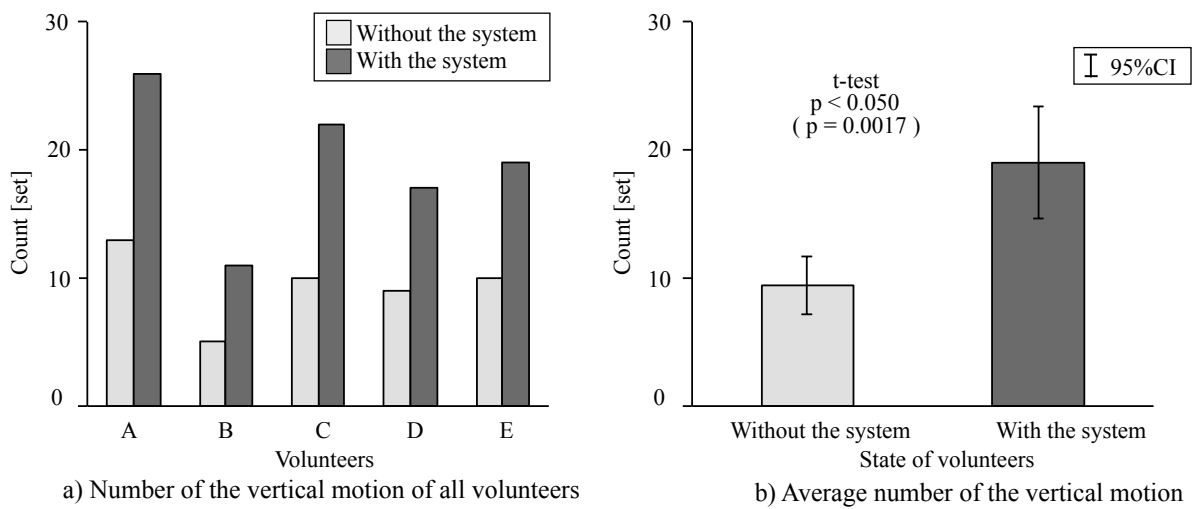 30
20
10
0
Count [set]
Without the system
With the system
A B C D E
Volunteers
a) Number of the vertical motion of all volunteers
30
20
10
0
Count [set]
t-test
p < 0.050
( p = 0.0017 )
95%CI
Without the system With the system
State of volunteers
b) Average number of the vertical motion